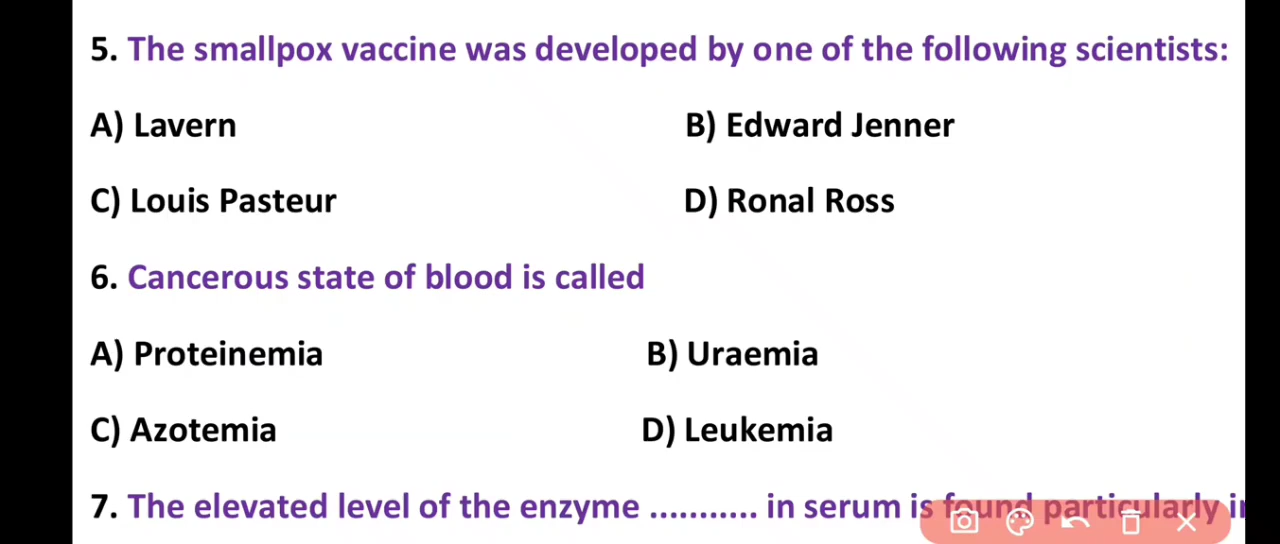 5. The smallpox vaccine was developed by one of the following scientists:
A) Lavern B) Edward Jenner
C) Louis Pasteur D) Ronal Ross
6. Cancerous state of blood is called
A) Proteinemia B) Uraemia
C) Azotemia D) Leukemia
7. The elevated level of the enzyme ........... in serum is found particularly